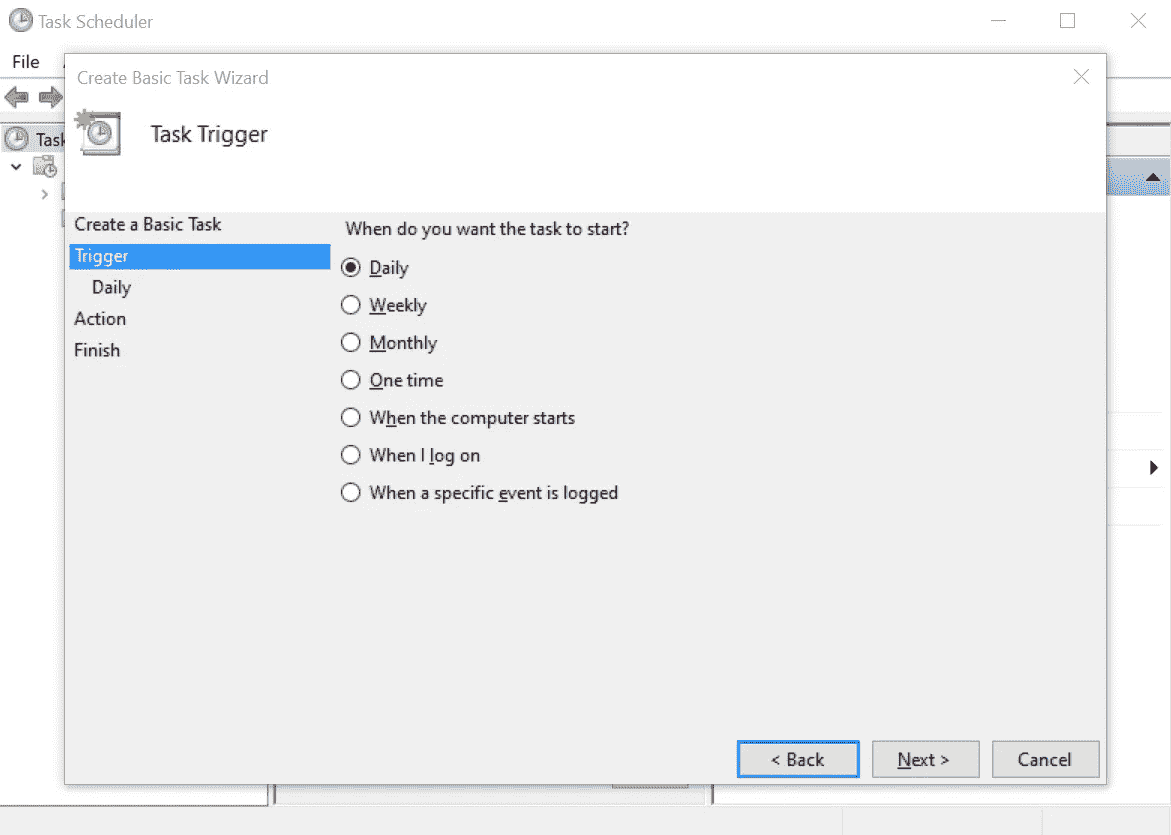 Task Scheduler
File
Create Basic Task Wizard
Task Trigger
Task
Create a Basic Task
Trigger
Daily
Action
Finish
When do you want the task to start?
Daily
Weekly
Monthly
One time
When the computer starts
When I log on
When a specific event is logged
< Back
Next >
Cancel